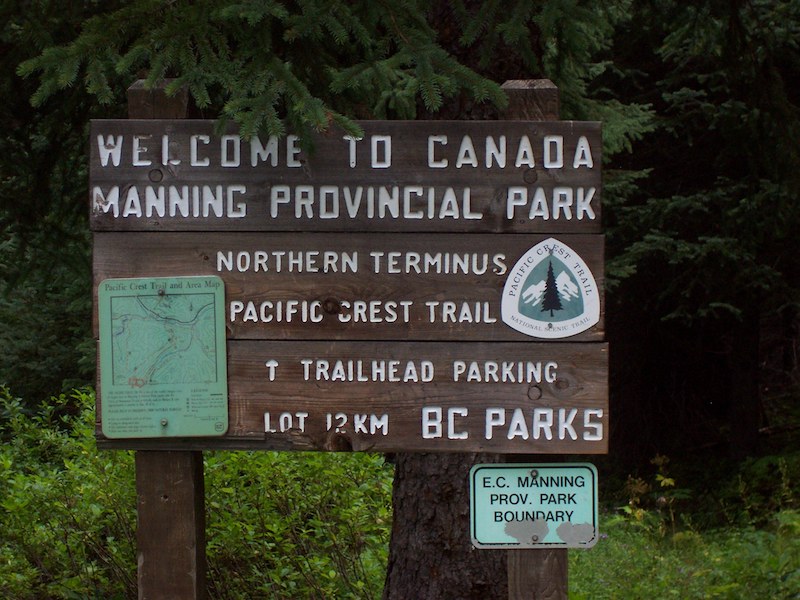 WELCOME TO CANADA
MANNING PROVINCIAL PARK
NORTHERN TERMINUS
PACIFIC CREST TRAIL
PACIFIC CREST TRAIL
NATIONAL SCENIC TRAIL
Pacific Crest Trail and Area Map
LEGEND
↑ TRAILHEAD PARKING
LOT 12 KM BC PARKS
E.C. MANNING
PROV. PARK
BOUNDARY